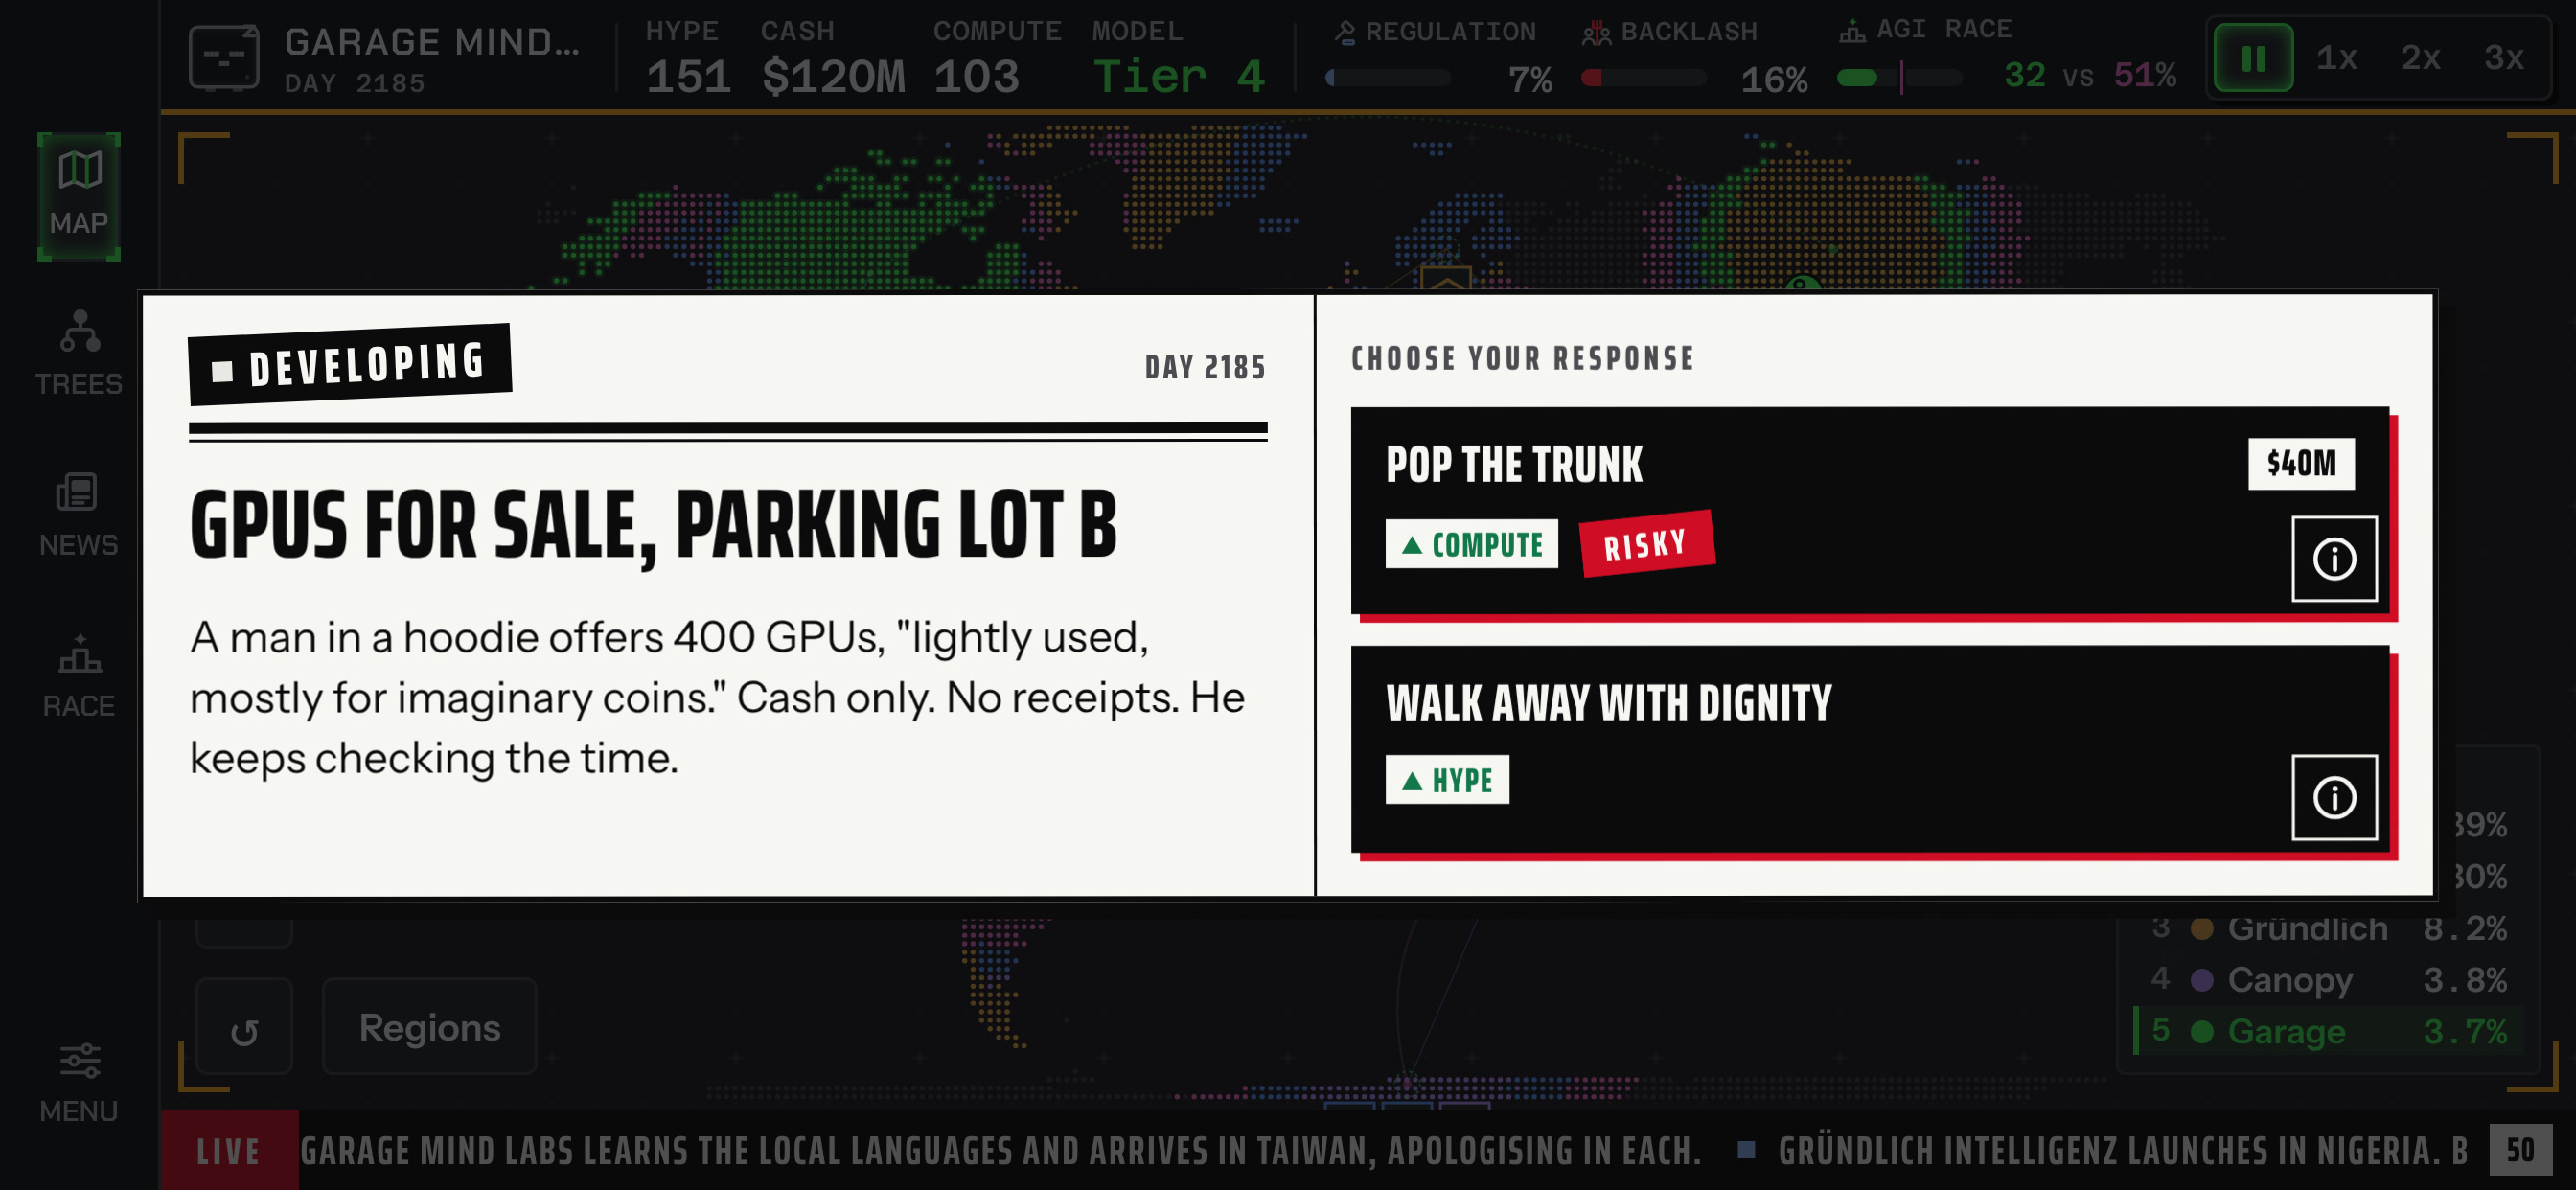 GARAGE MIND...
DAY 2185
HYPE
151
CASH
$120M
COMPUTE
103
MODEL
Tier 4
REGULATION
7%
BACKLASH
16%
AGI RACE
32 VS 51%
1x 2x 3x
MAP
TREES
NEWS
RACE
MENU
DEVELOPING
DAY 2185
GPUS FOR SALE, PARKING LOT B
A man in a hoodie offers 400 GPUs, "lightly used,
mostly for imaginary coins." Cash only. No receipts. He
keeps checking the time.
CHOOSE YOUR RESPONSE
POP THE TRUNK
$40M
▲ COMPUTE
RISKY
WALK AWAY WITH DIGNITY
▲ HYPE
3 Gründlich 8.2%
4 Canopy 3.8%
5 Garage 3.7%
Regions
LIVE
GARAGE MIND LABS LEARNS THE LOCAL LANGUAGES AND ARRIVES IN TAIWAN, APOLOGISING IN EACH. ■ GRÜNDLICH INTELLIGENZ LAUNCHES IN NIGERIA. B
50